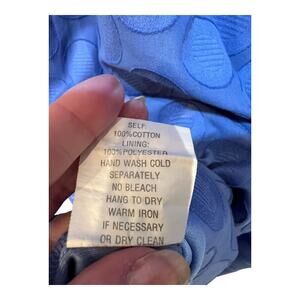 SELF:
100%COTTON
LINING:
100%POLYESTER
HAND WASH COLD
SEPARATELY
NO BLEACH
HANG TO DRY
WARM IRON
IF NECESSARY
OR DRY CLEAN